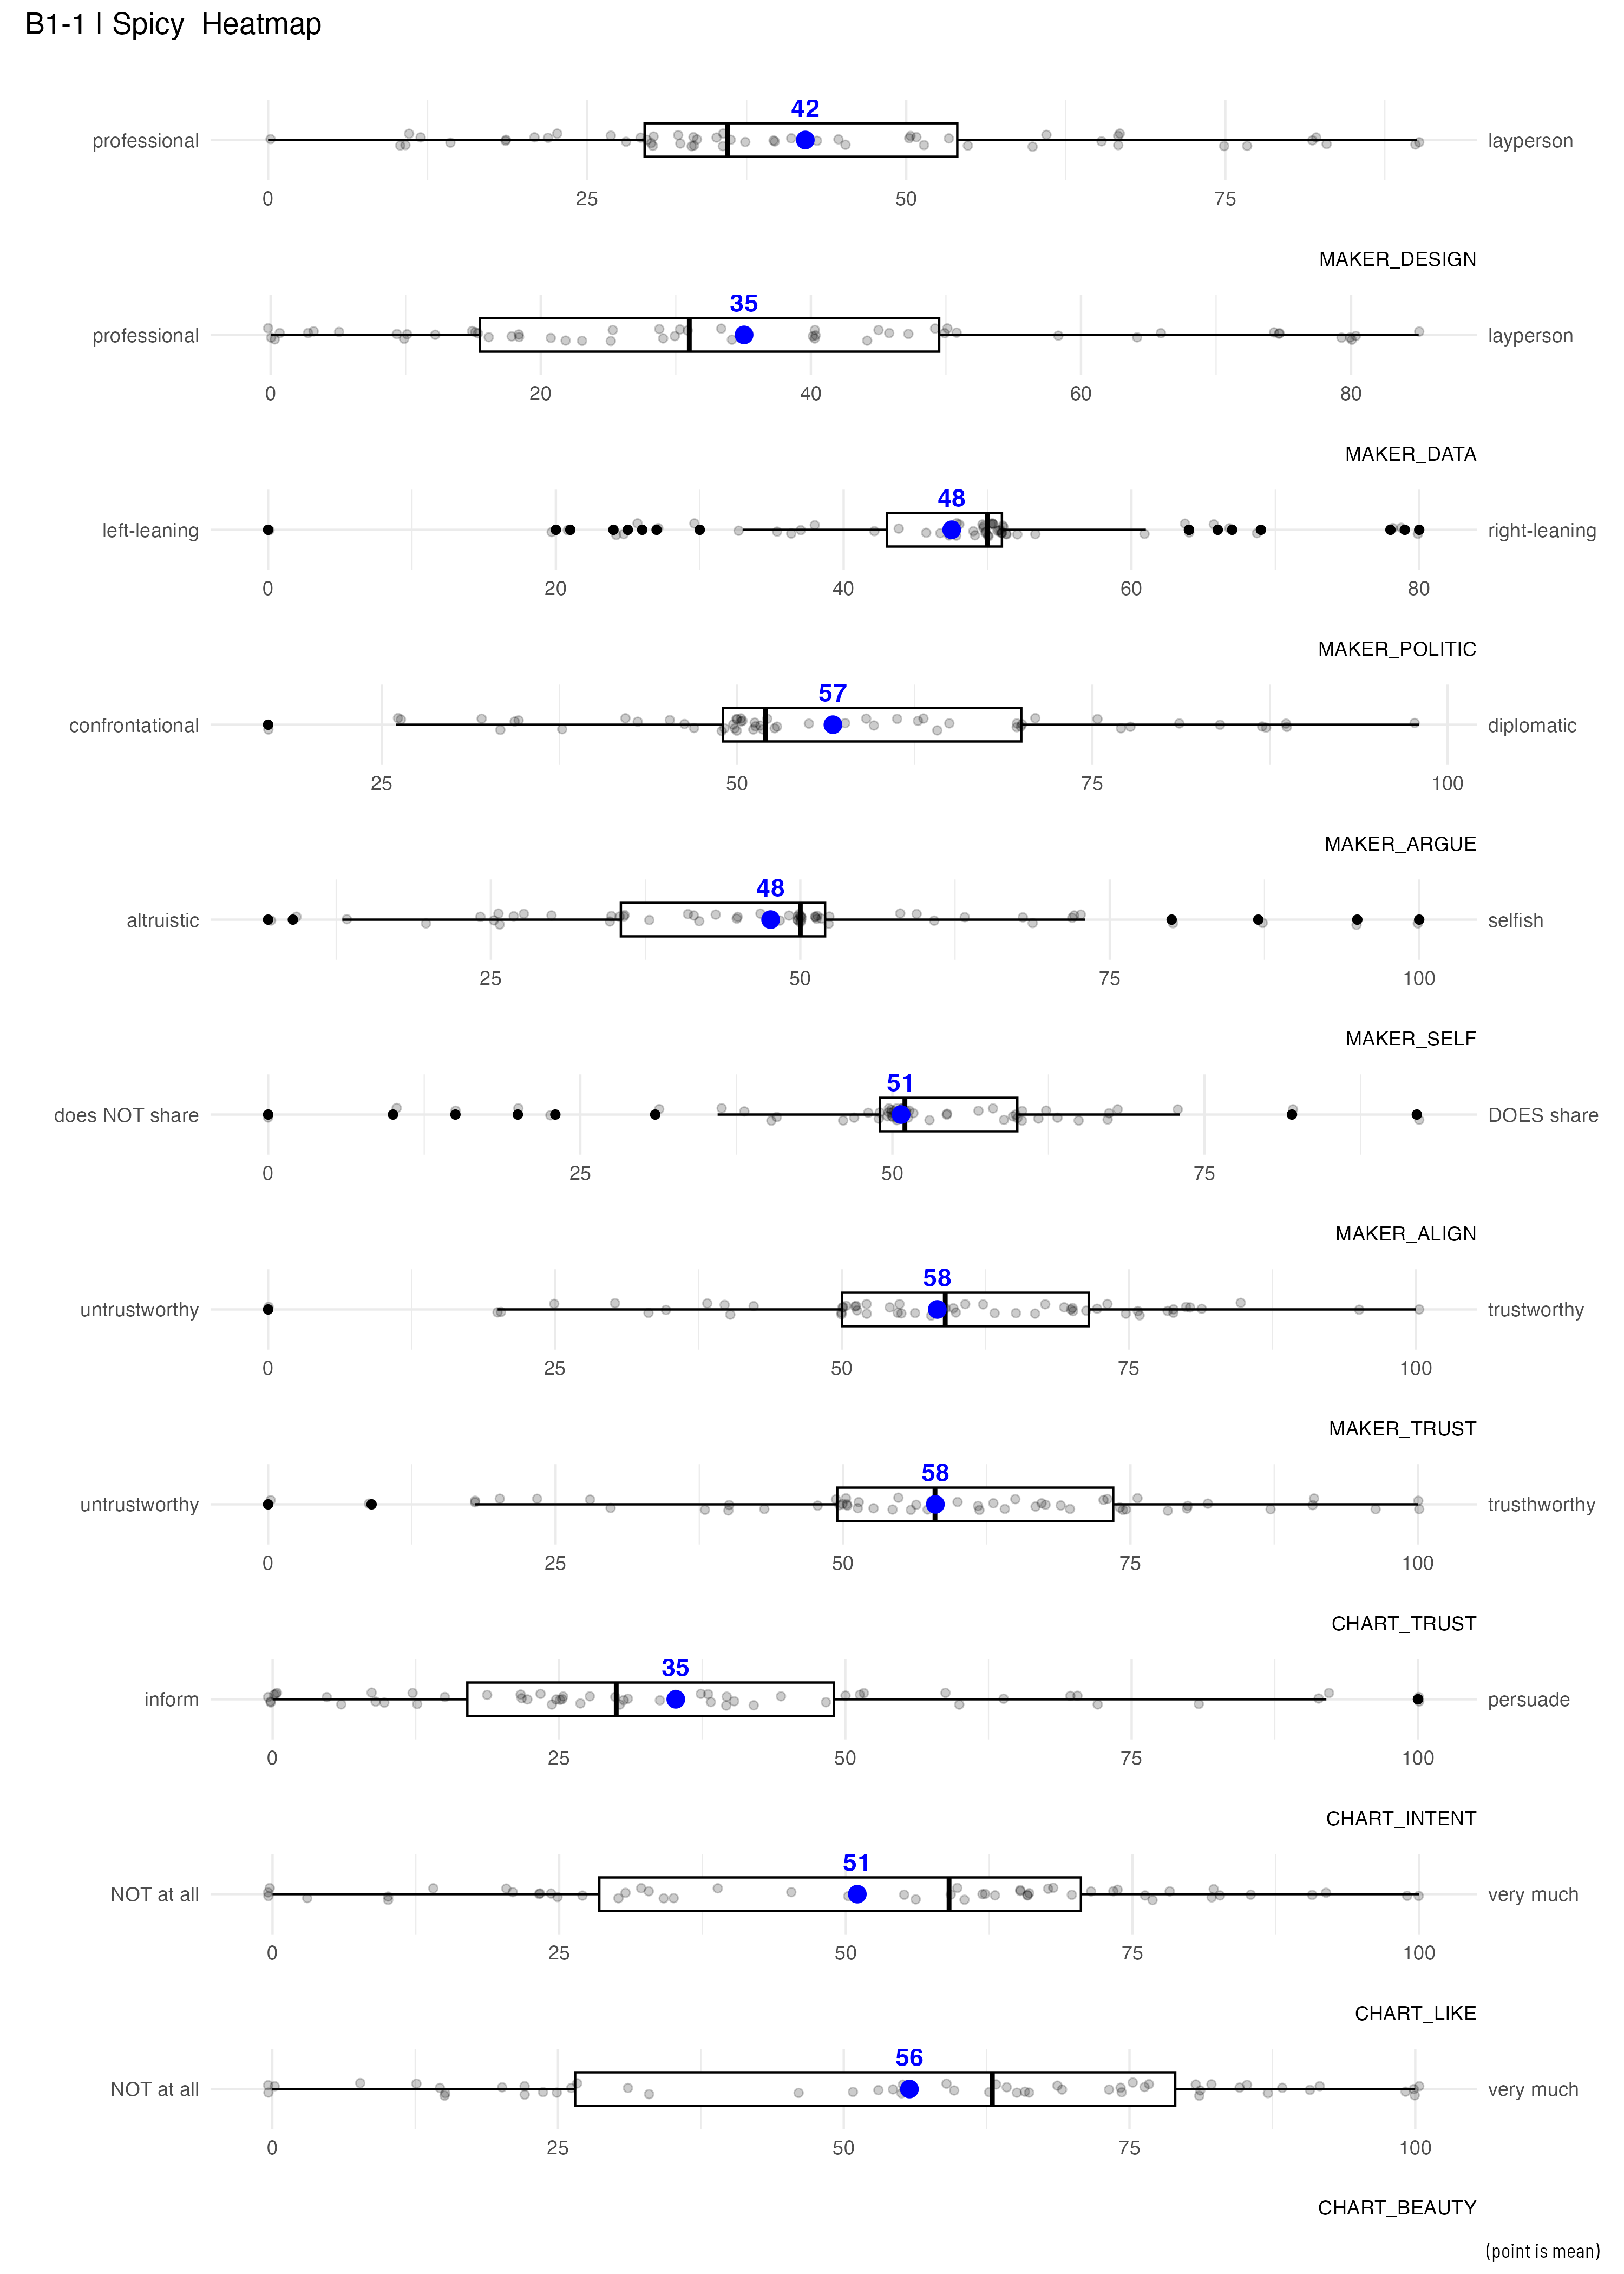 B1-1 | Spicy  Heatmap
42
professional
layperson
0 25 50 75
MAKER_DESIGN
35
professional
layperson
0 20 40 60 80
MAKER_DATA
48
left-leaning
right-leaning
0 20 40 60 80
MAKER_POLITIC
57
confrontational
diplomatic
25 50 75 100
MAKER_ARGUE
48
altruistic
selfish
25 50 75 100
MAKER_SELF
51
does NOT share
DOES share
0 25 50 75
MAKER_ALIGN
58
untrustworthy
trustworthy
0 25 50 75 100
MAKER_TRUST
58
untrustworthy
trusthworthy
0 25 50 75 100
CHART_TRUST
35
inform
persuade
0 25 50 75 100
CHART_INTENT
51
NOT at all
very much
0 25 50 75 100
CHART_LIKE
56
NOT at all
very much
0 25 50 75 100
CHART_BEAUTY
(point is mean)